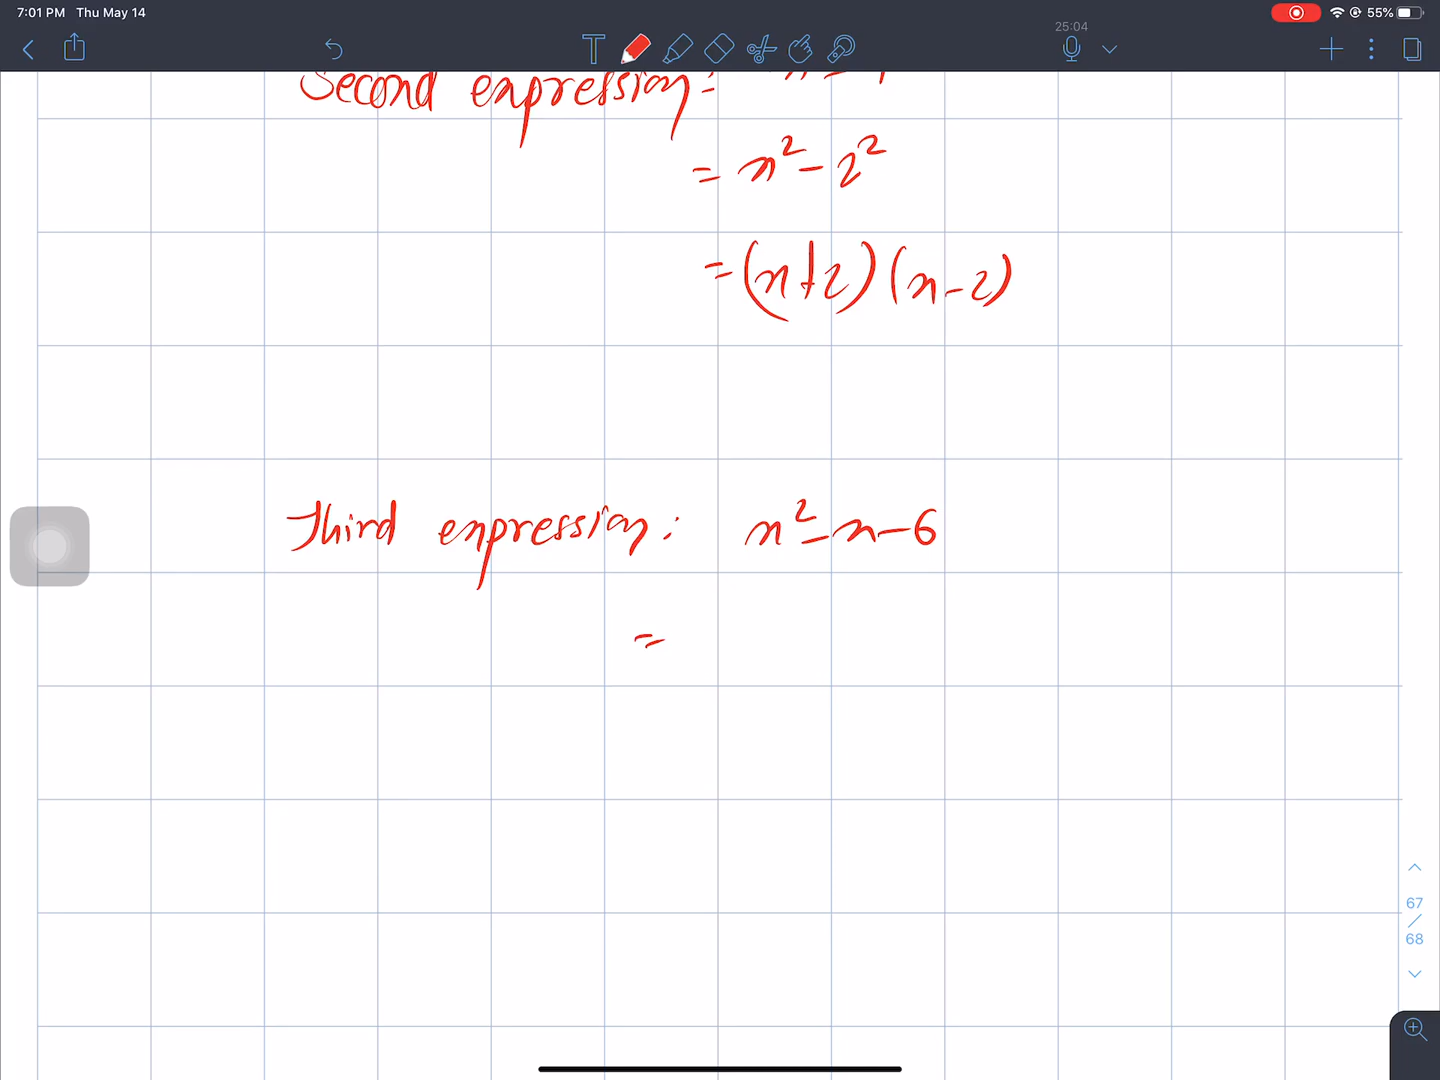 7:01 PM Thu May 14
55%
25:04
T
Second expression:
= x² - 2²
= (x+2) (x-2)
Third expression: x² - x - 6
=
67
/
68